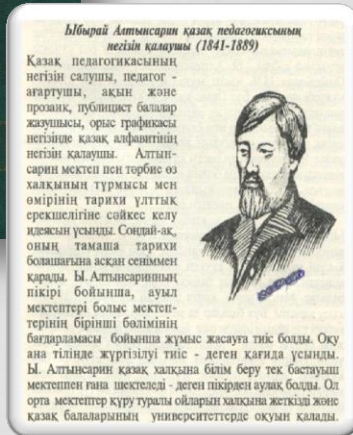 Ыбырай Алтынсарин қазақ педагогиксының
негізін қалаушы (1841-1889)
Қазақ педагогикасының
негізін салушы, педагог -
ағартушы, ақын және
прозаик, публицист балалар
жазушысы, орыс графикасы
негізінде қазақ алфавитінің
негізін қалаушы. Алтын-
сарин мектеп пен тәрбие өз
халқының тұрмысы мен
өмірінің тарихи ұлттық
ерекшелігіне сәйкес келу
идеясын ұсынды. Сондай-ақ,
оның тамаша тарихи
болашағына асқан сеніммен
қарады. Ы. Алтынсаринның
пікірі бойынша, ауыл
мектептері болыс мектеп-
терінің бірінші бөлімінің
бағдарламасы бойынша жұмыс жасауға тиіс болды. Оқу
ана тілінде жүргізілуі тиіс - деген қағида ұсынды.
Ы. Алтынсарин қазақ халқына білім беру тек бастауыш
мектеппен ғана шектеледі - деген пікірден аулақ болды. Ол
орта мектептер құру туралы ойларын халқына жеткізді және
қазақ балаларының университеттерде оқуын қалады.